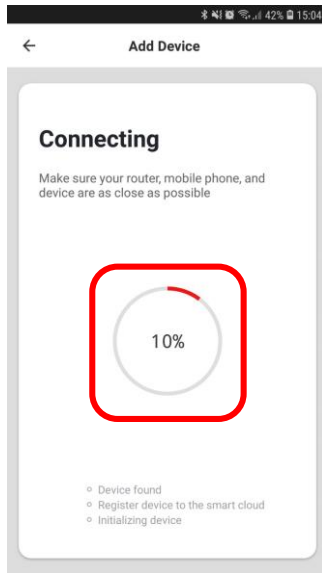 42% 15:04
Add Device
Connecting
Make sure your router, mobile phone, and
device are as close as possible
10%
Device found
Register device to the smart cloud
Initializing device